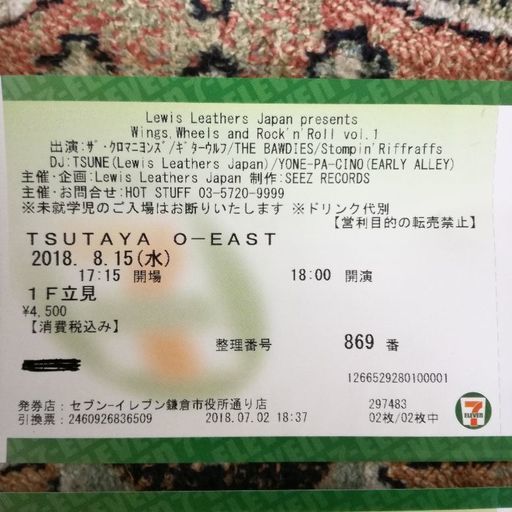 Lewis Leathers Japan presents
Wings,Wheels and Rock'n'Roll vol.1
出演:ザ・クロマニヨンズ/ギターウルフ/THE BAWDIES/Stompin'Riffraffs
DJ:TSUNE(Lewis Leathers Japan)/YONE-PA-CINO(EARLY ALLEY)
主催・企画:Lewis Leathers Japan 制作:SEEZ RECORDS
主催・お問合せ:HOT STUFF 03-5720-9999
※未就学児のご入場はお断りいたします ※ドリンク代別
【営利目的の転売禁止】
TSUTAYA O-EAST
2018. 8.15(水)
17:15 開場 18:00 開演
1F立見
¥4,500
【消費税込み】
整理番号 869 番
1266529280100001
発券店:セブン-イレブン鎌倉市役所通り店 297483
引換票:2460926836509 2018.07.02 18:37 02枚/02枚中
7
ELEVEN